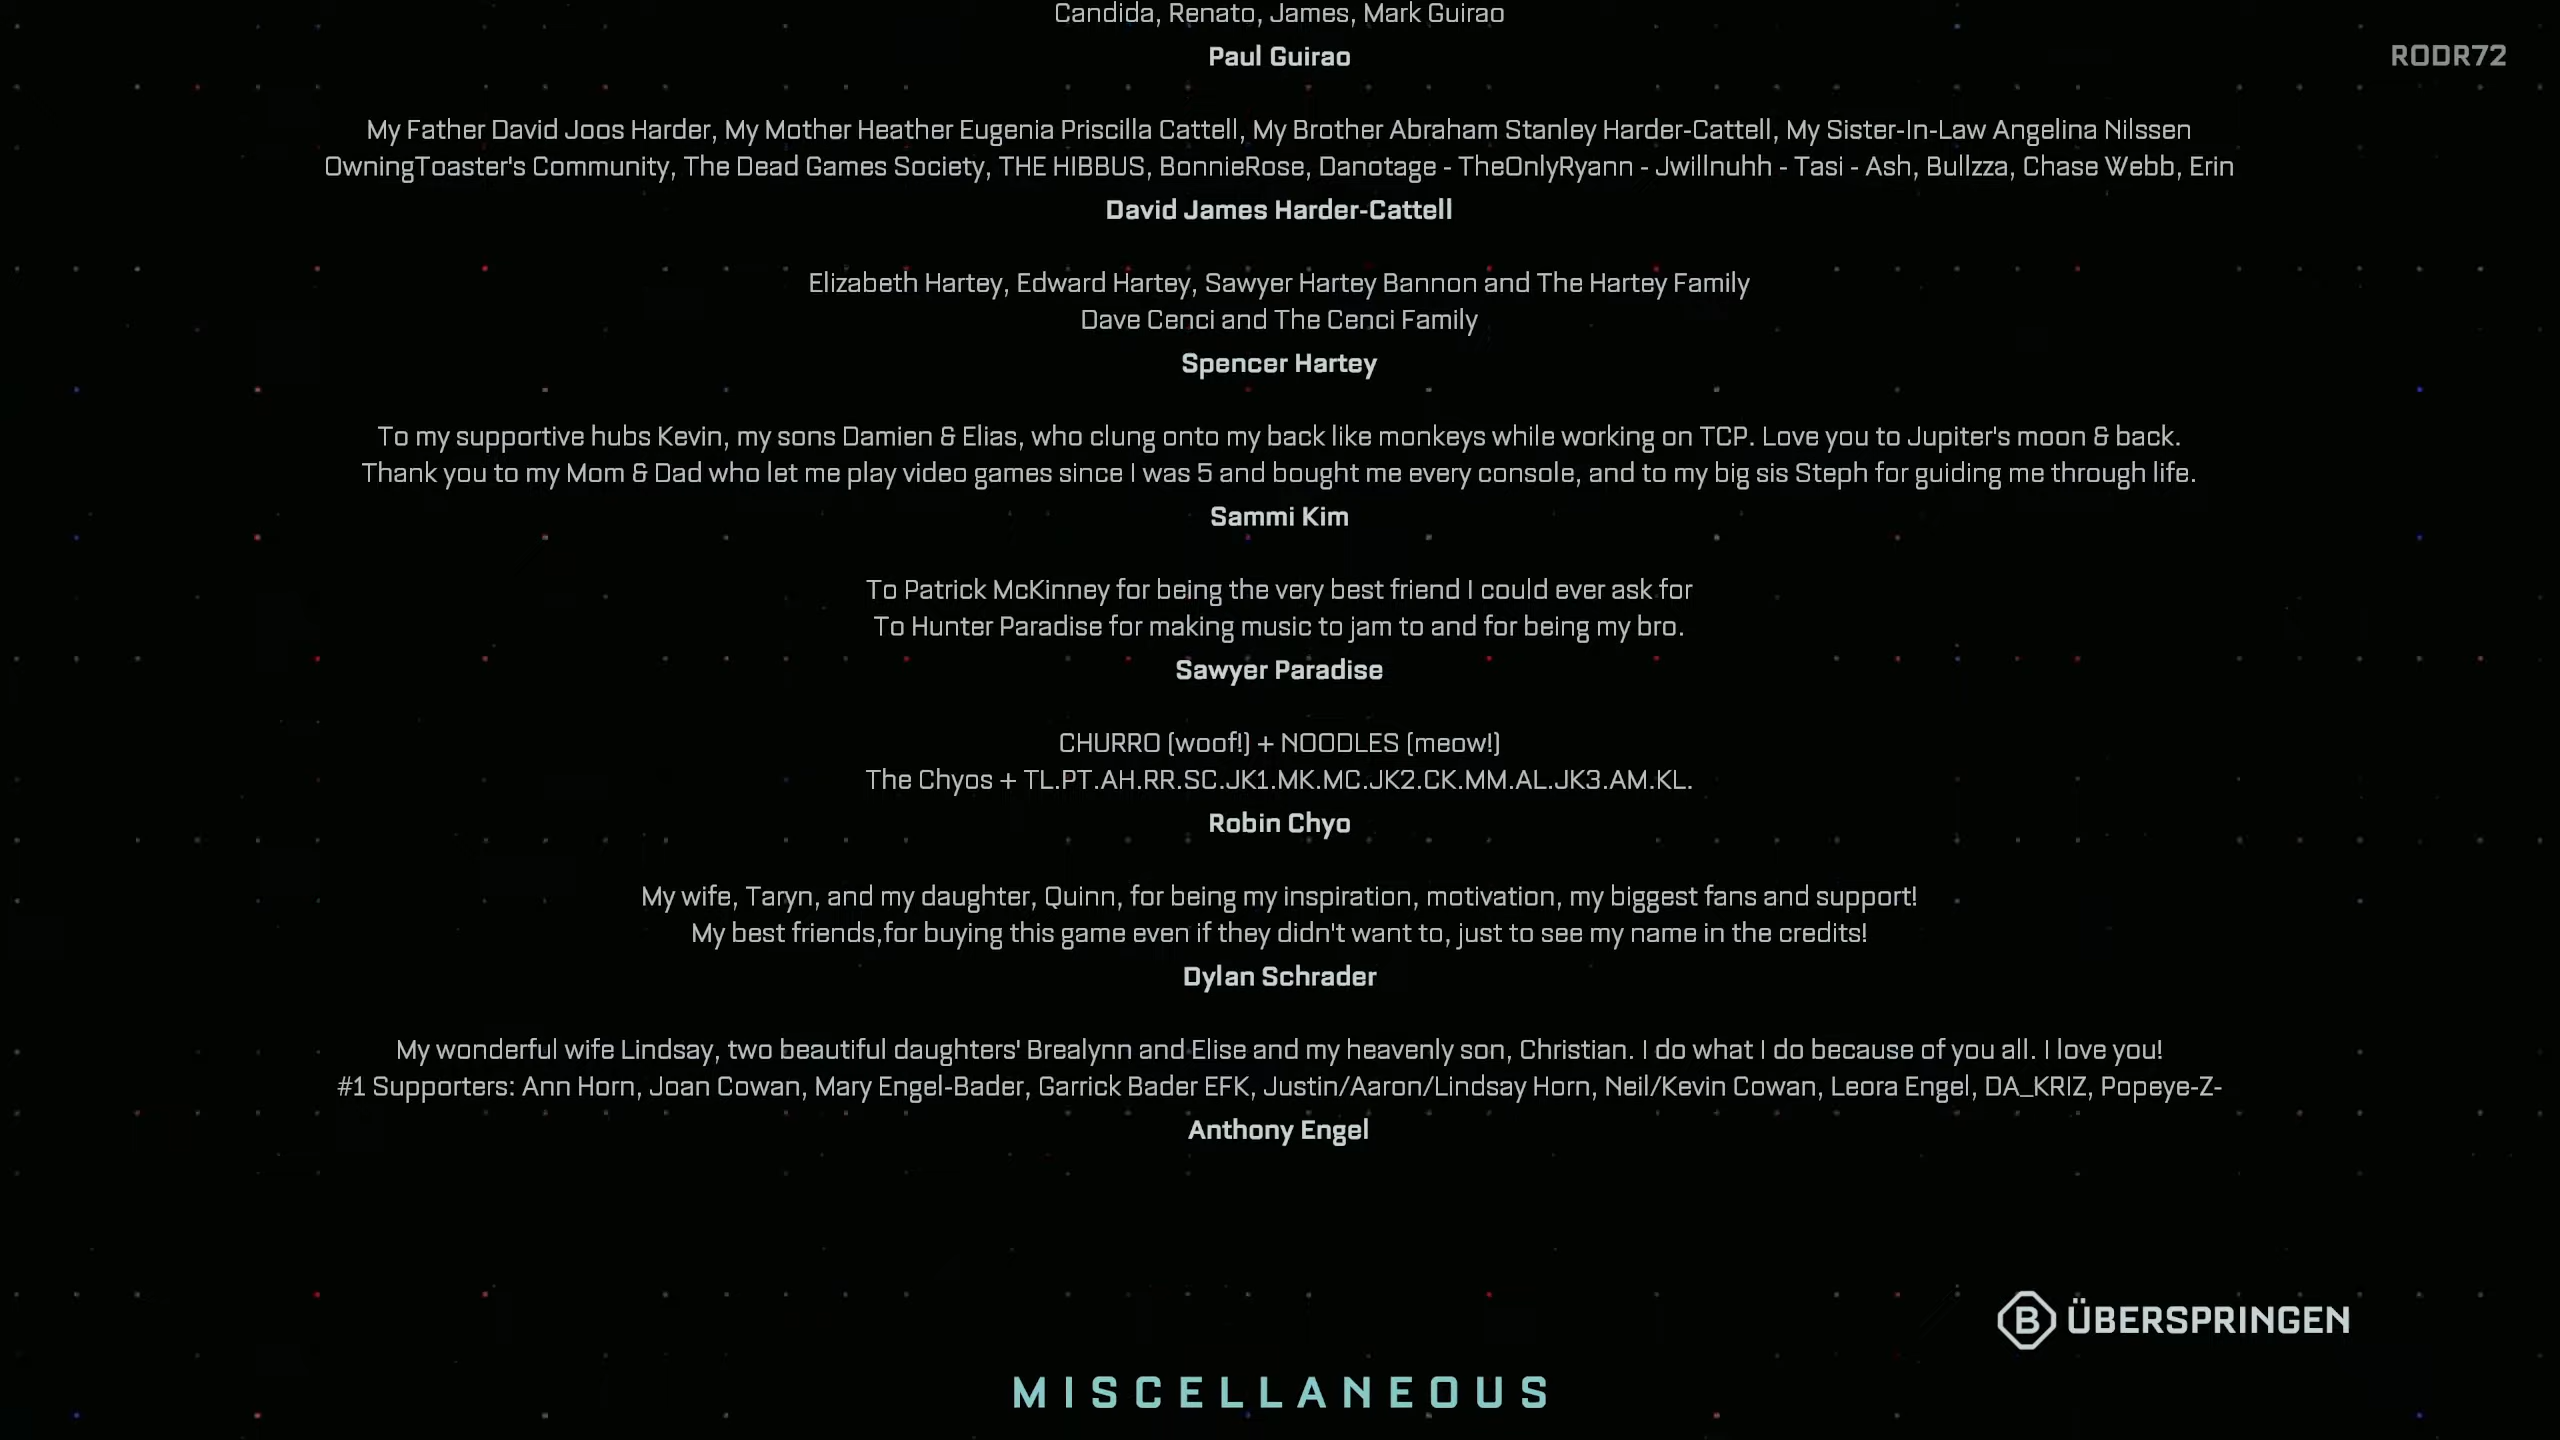 Candida, Renato, James, Mark Guirao
Paul Guirao
RODR72
My Father David Joos Harder, My Mother Heather Eugenia Priscilla Cattell, My Brother Abraham Stanley Harder-Cattell, My Sister-In-Law Angelina Nilssen
OwningToaster's Community, The Dead Games Society, THE HIBBUS, BonnieRose, Danotage - TheOnlyRyann - Jwillnuhh - Tasi - Ash, Bullzza, Chase Webb, Erin
David James Harder-Cattell
Elizabeth Hartey, Edward Hartey, Sawyer Hartey Bannon and The Hartey Family
Dave Cenci and The Cenci Family
Spencer Hartey
To my supportive hubs Kevin, my sons Damien & Elias, who clung onto my back like monkeys while working on TCP. Love you to Jupiter's moon & back.
Thank you to my Mom & Dad who let me play video games since I was 5 and bought me every console, and to my big sis Steph for guiding me through life.
Sammi Kim
To Patrick McKinney for being the very best friend I could ever ask for
To Hunter Paradise for making music to jam to and for being my bro.
Sawyer Paradise
CHURRO (woof!) + NOODLES (meow!)
The Chyos + TL.PT.AH.RR.SC.JK1.MK.MC.JK2.CK.MM.AL.JK3.AM.KL.
Robin Chyo
My wife, Taryn, and my daughter, Quinn, for being my inspiration, motivation, my biggest fans and support!
My best friends,for buying this game even if they didn't want to, just to see my name in the credits!
Dylan Schrader
My wonderful wife Lindsay, two beautiful daughters' Brealynn and Elise and my heavenly son, Christian. I do what I do because of you all. I love you!
#1 Supporters: Ann Horn, Joan Cowan, Mary Engel-Bader, Garrick Bader EFK, Justin/Aaron/Lindsay Horn, Neil/Kevin Cowan, Leora Engel, DA_KRIZ, Popeye-Z-
Anthony Engel
B ÜBERSPRINGEN
MISCELLANEOUS